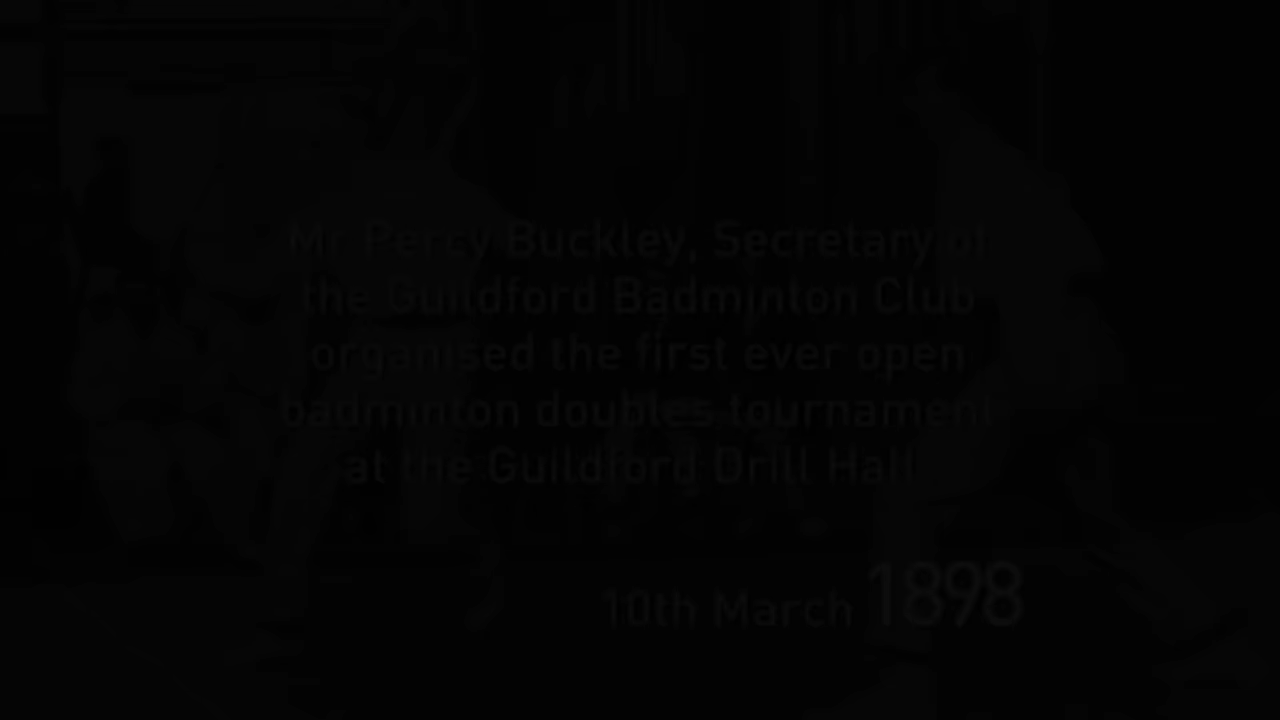 Mr. Percy Buckley, Secretary of
the Guildford Badminton Club
organised the first ever open
badminton doubles tournament
at the Guildford Drill Hall
10th March 1898